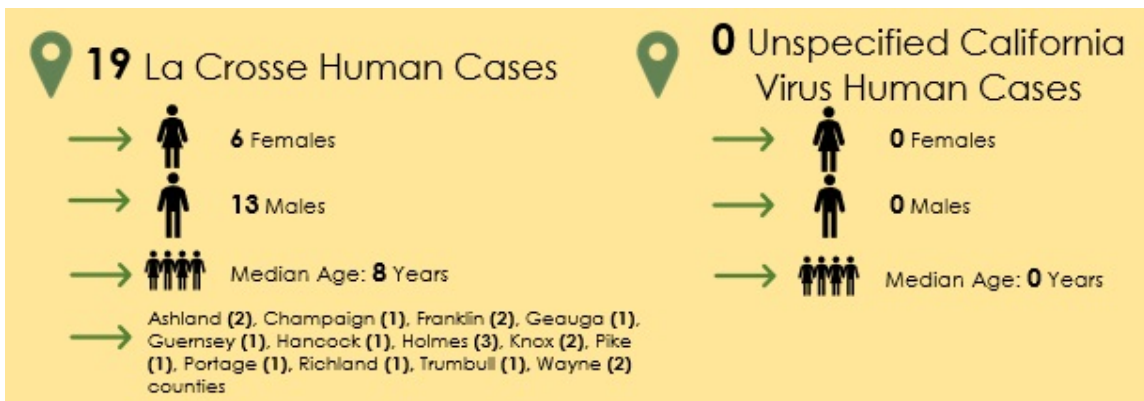 19 La Crosse Human Cases
6 Females
13 Males
Median Age: 8 Years
Ashland (2), Champaign (1), Franklin (2), Geauga (1),
Guernsey (1), Hancock (1), Holmes (3), Knox (2), Pike
(1), Portage (1), Richland (1), Trumbull (1), Wayne (2)
counties
0 Unspecified California
Virus Human Cases
0 Females
0 Males
Median Age: 0 Years